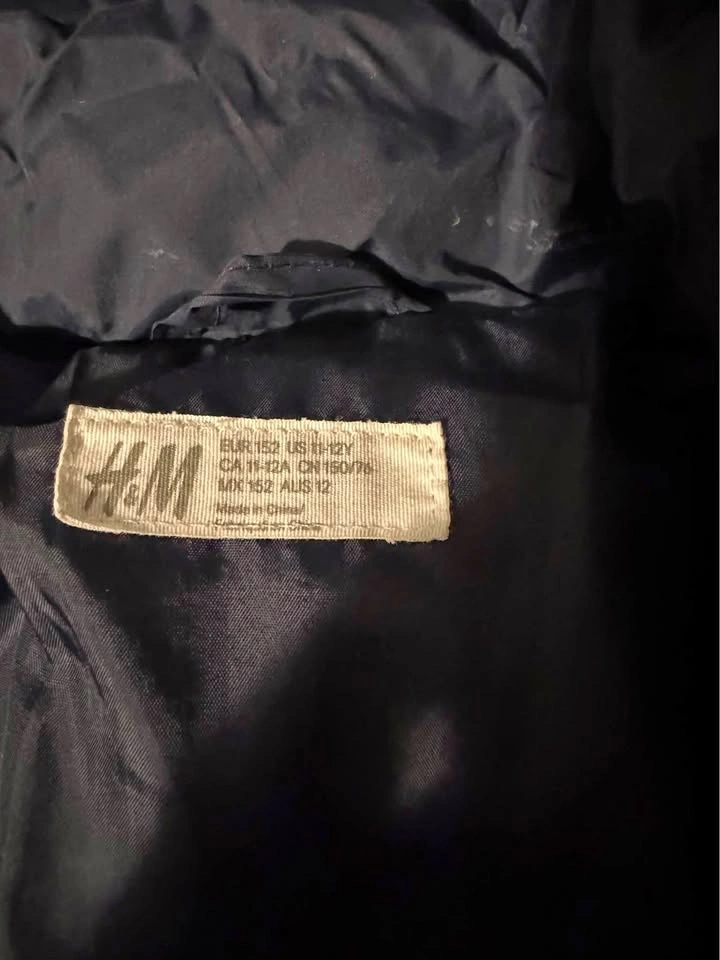 H&M
EUR 152 US 11-12Y
CA 11-12A CN 150/76
MX 152 AUS 12
Made in China/